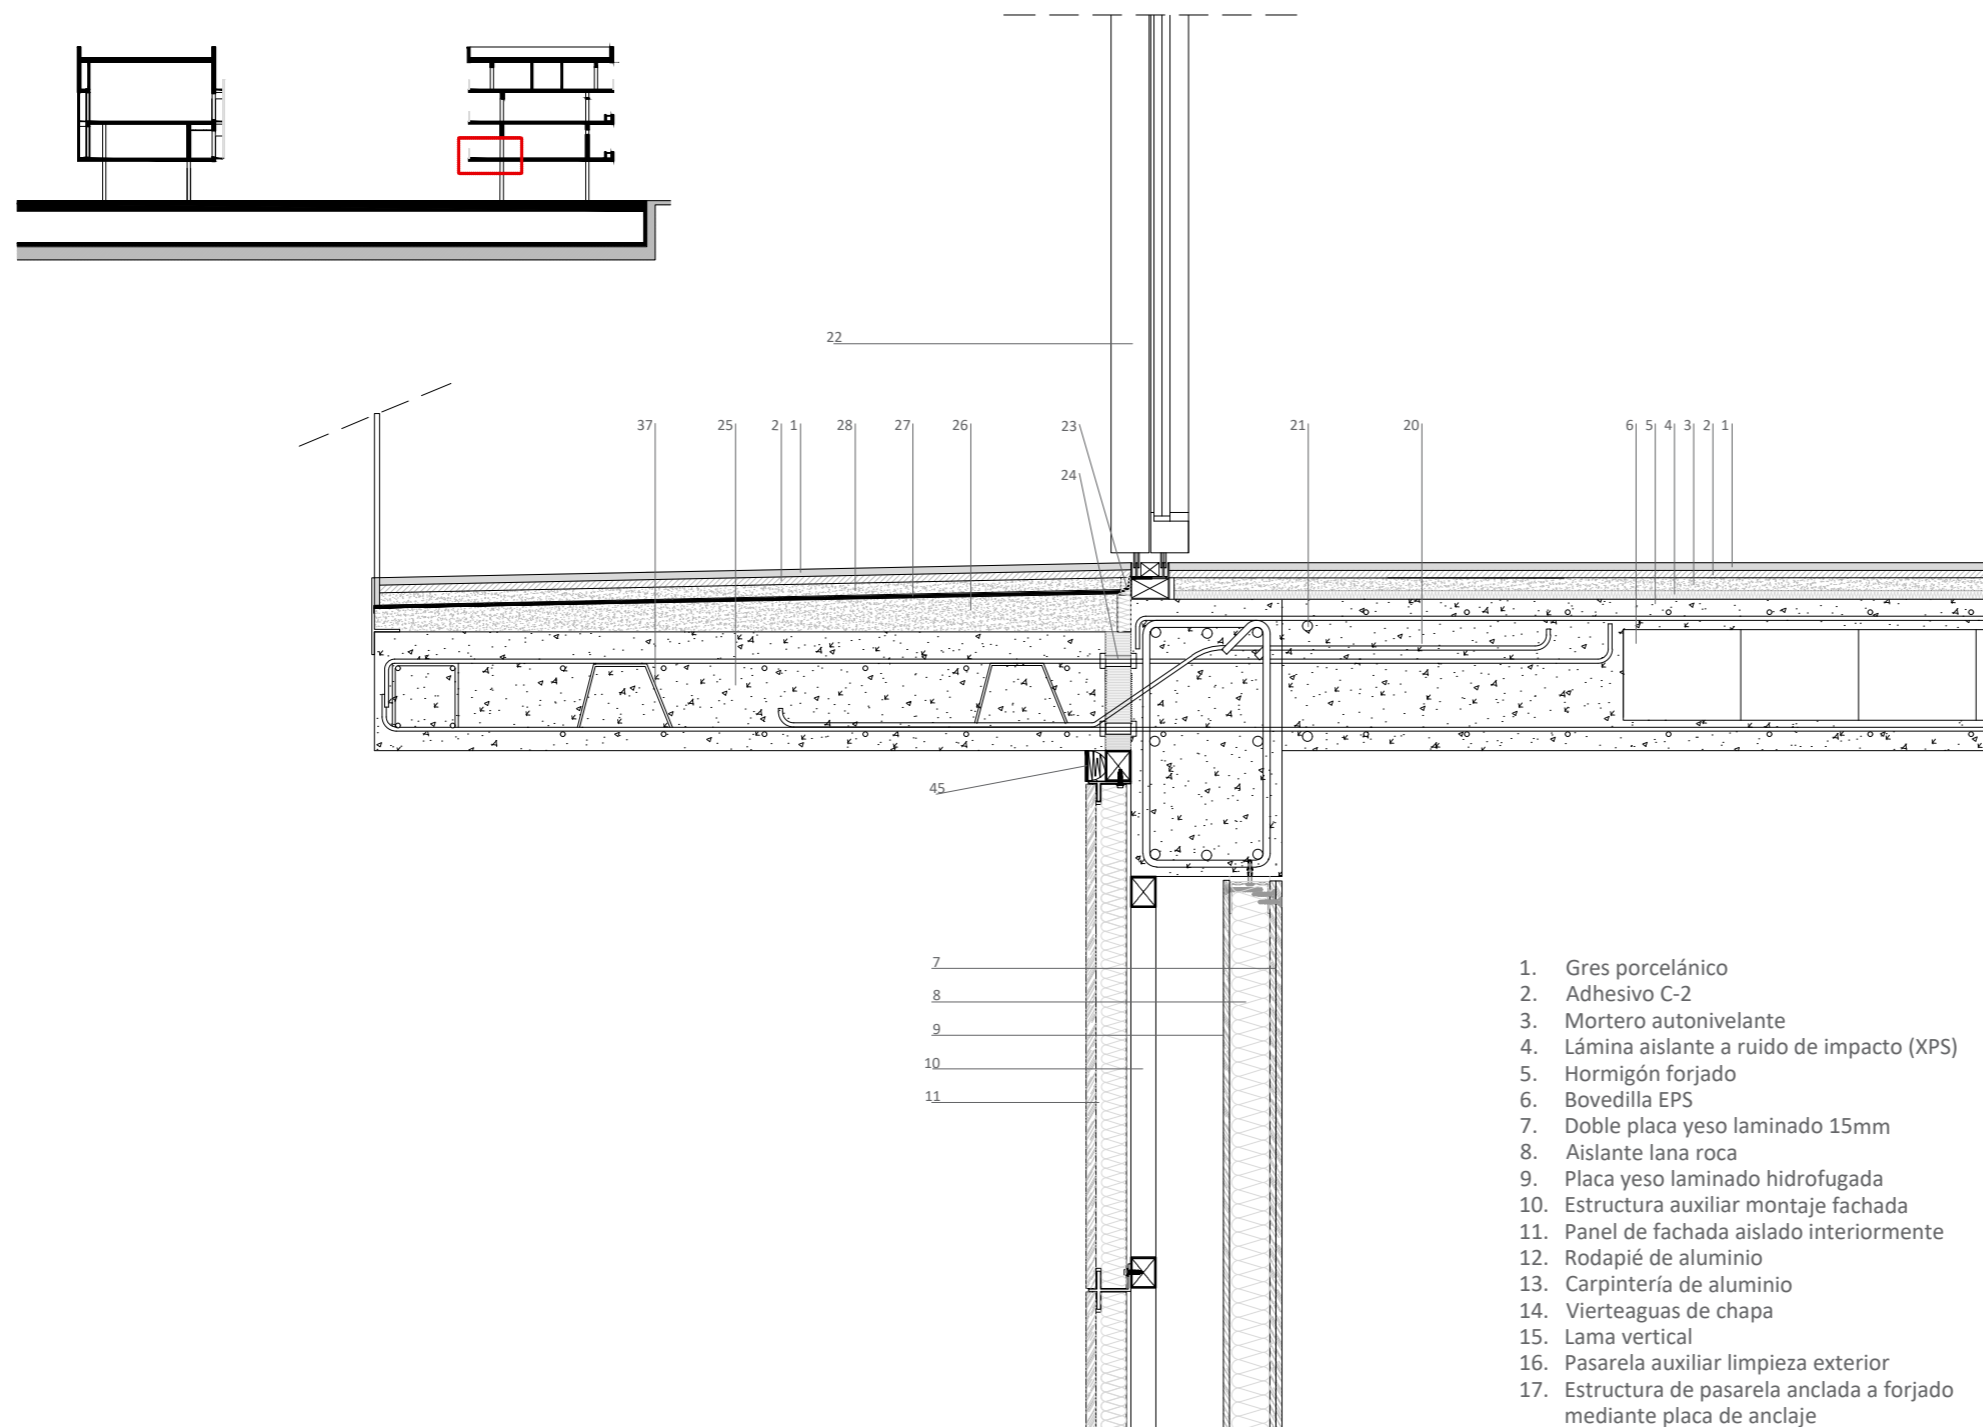 22
37 25 2 1 28 27 26 23 21 20 6 5 4 3 2 1
24
45
7
8
9
10
11
1. Gres porcelánico
2. Adhesivo C-2
3. Mortero autonivelante
4. Lámina aislante a ruido de impacto (XPS)
5. Hormigón forjado
6. Bovedilla EPS
7. Doble placa yeso laminado 15mm
8. Aislante lana roca
9. Placa yeso laminado hidrofugada
10. Estructura auxiliar montaje fachada
11. Panel de fachada aislado interiormente
12. Rodapié de aluminio
13. Carpintería de aluminio
14. Vierteaguas de chapa
15. Lama vertical
16. Pasarela auxiliar limpieza exterior
17. Estructura de pasarela anclada a forjado
mediante placa de anclaje